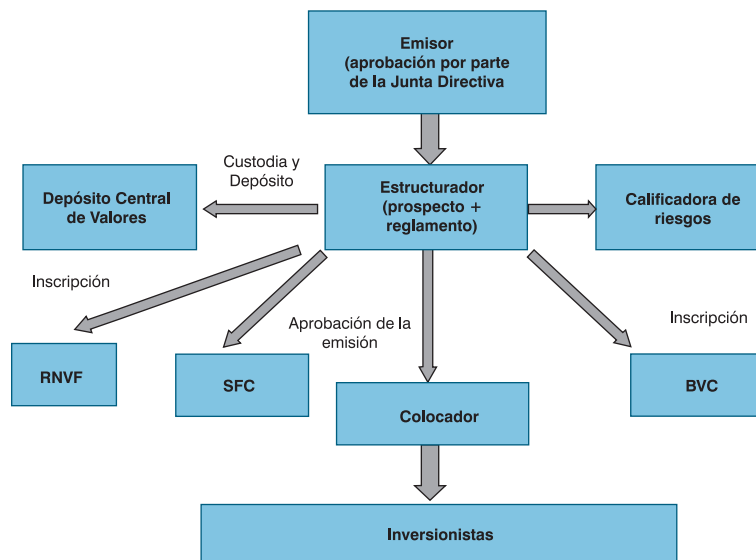 Emisor
(aprobación por parte
de la Junta Directiva
Custodia y
Depósito
Depósito Central
de Valores
Estructurador
(prospecto +
reglamento)
Calificadora de
riesgos
Inscripción
Aprobación de la
emisión
Inscripción
RNVF
SFC
BVC
Colocador
Inversionistas